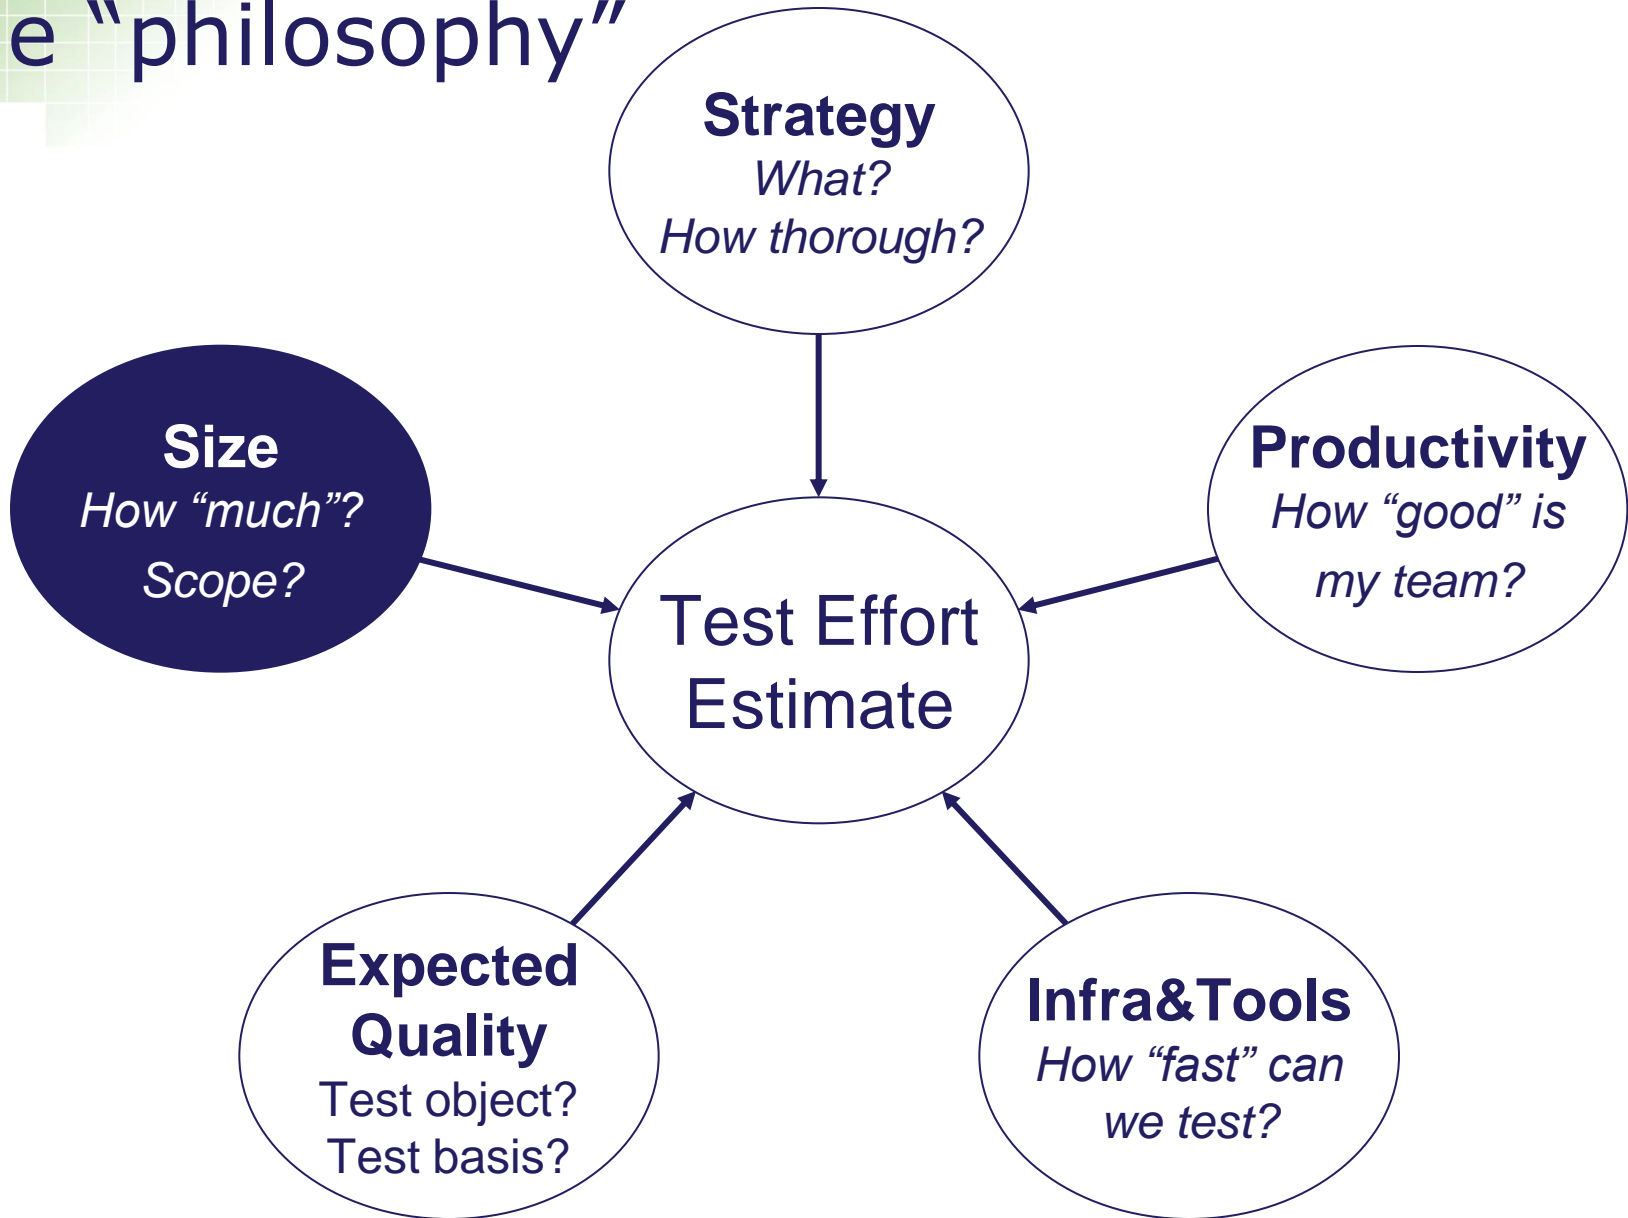 e “philosophy”
Strategy
What?
How thorough?
Size
How “much”?
Scope?
Productivity
How “good” is
my team?
Test Effort
Estimate
Expected
Quality
Test object?
Test basis?
Infra&Tools
How “fast” can
we test?